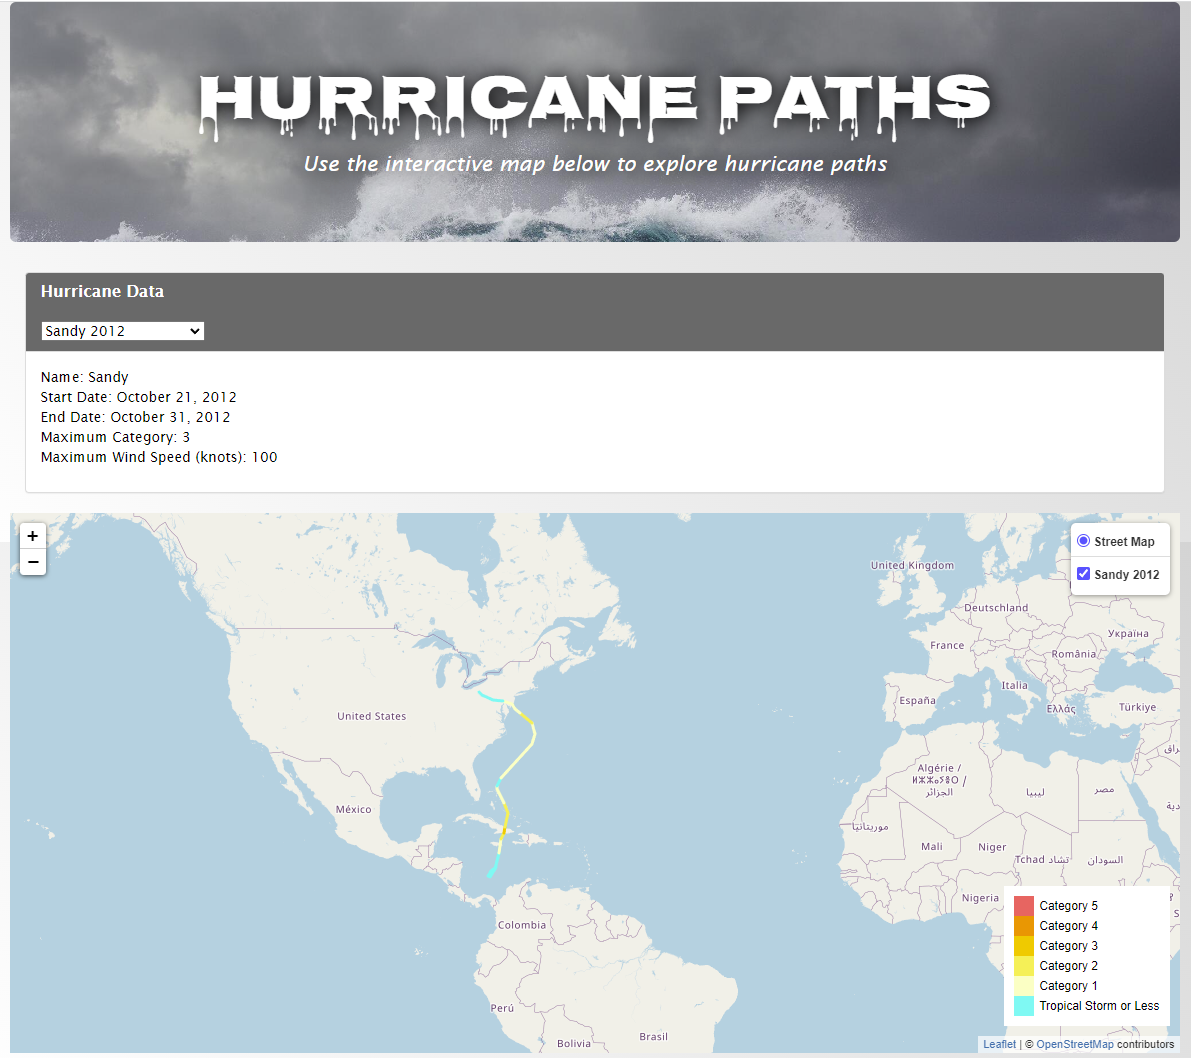 HURRICANE PATHS
Use the interactive map below to explore hurricane paths
Hurricane Data
Sandy 2012
Name: Sandy
Start Date: October 21, 2012
End Date: October 31, 2012
Maximum Category: 3
Maximum Wind Speed (knots): 100
+
−
Street Map
Sandy 2012
United Kingdom
Deutschland
Україна
France
România
Italia
España
Ελλάς
Türkiye
United States
México
Algérie /
ⵍⵣⵣⴰⵢⴻⵔ /
الجزائر
ليبيا
مصر
موريتانيا
Mali
Niger
Tchad تشاد
السودان
Nigeria
Colombia
Perú
Brasil
Bolivia
Category 5
Category 4
Category 3
Category 2
Category 1
Tropical Storm or Less
Leaflet | © OpenStreetMap contributors